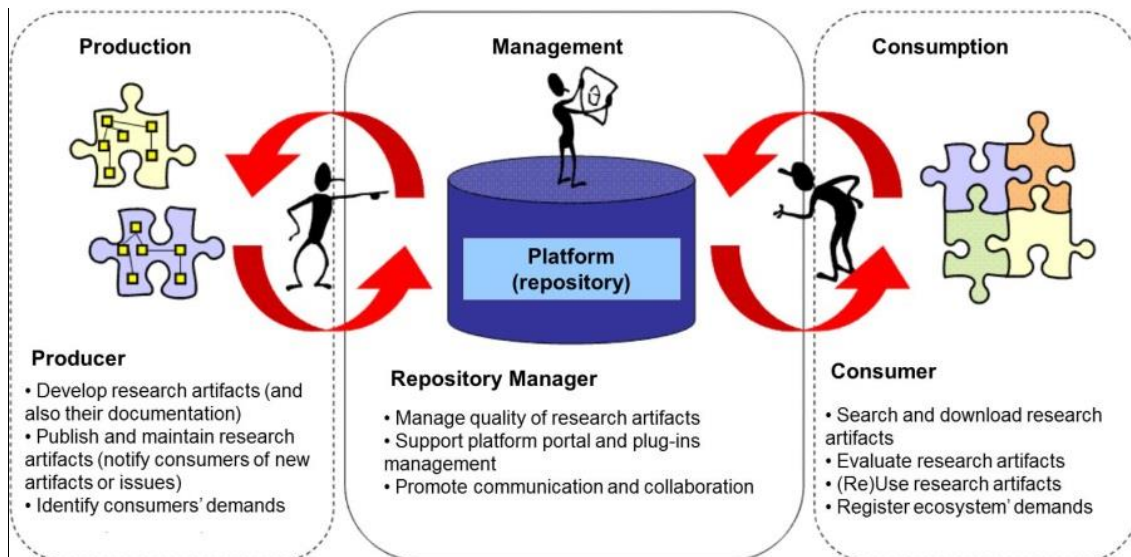 Production
Management
Consumption
Platform
(repository)
Producer
• Develop research artifacts (and
also their documentation)
• Publish and maintain research
artifacts (notify consumers of new
artifacts or issues)
• Identify consumers’ demands
Repository Manager
• Manage quality of research artifacts
• Support platform portal and plug-ins
management
• Promote communication and collaboration
Consumer
• Search and download research
artifacts
• Evaluate research artifacts
• (Re)Use research artifacts
• Register ecosystem’ demands